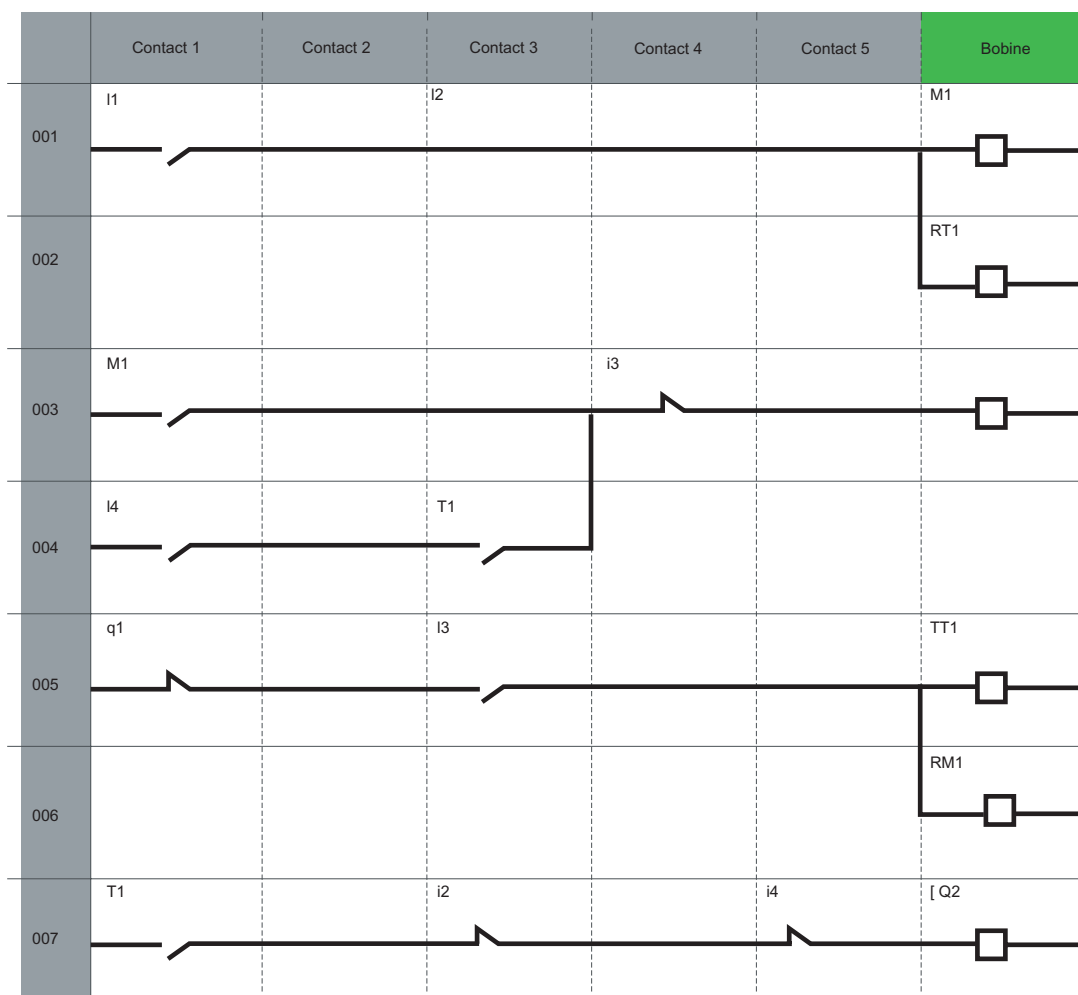 Contact 1 Contact 2 Contact 3 Contact 4 Contact 5 Bobine
001 I1 I2 M1
002 RT1
003 M1 i3
004 I4 T1
005 q1 I3 TT1
006 RM1
007 T1 i2 i4 [ Q2